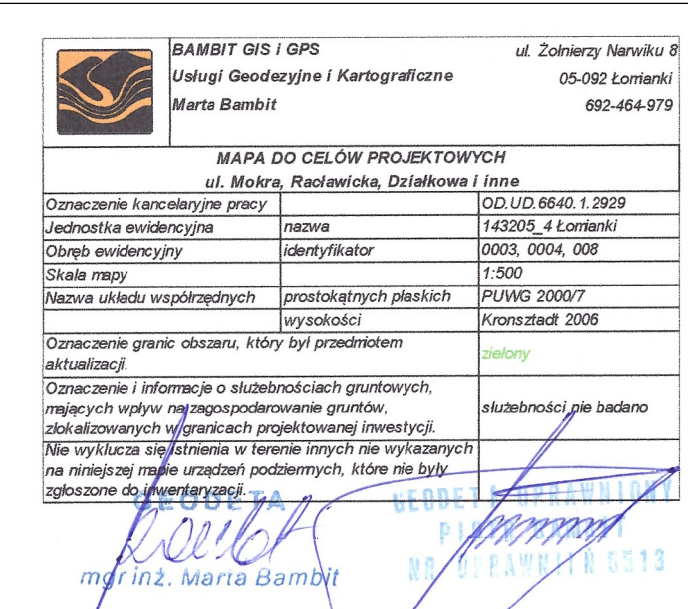 BAMBIT GIS i GPS
ul. Żołnierzy Narwiku 8
Usługi Geodezyjne i Kartograficzne
05-092 Łomianki
Marta Bambit
692-464-979
MAPA DO CELÓW PROJEKTOWYCH
ul. Mokra, Racławicka, Działkowa i inne
Oznaczenie kancelaryjne pracy OD.UD.6640.1.2929
Jednostka ewidencyjna nazwa 143205_4 Łomianki
Obręb ewidencyjny identyfikator 0003, 0004, 008
Skala mapy 1:500
Nazwa układu współrzędnych prostokątnych płaskich PUWG 2000/7
wysokości Kronsztadt 2006
Oznaczenie granic obszaru, który był przedmiotem
aktualizacji.
zielony
Oznaczenie i informacje o służebnościach gruntowych,
mających wpływ na zagospodarowanie gruntów,
zlokalizowanych w granicach projektowanej inwestycji.
służebności nie badano
Nie wyklucza się istnienia w terenie innych nie wykazanych
na niniejszej mapie urządzeń podziemnych, które nie były
zgłoszone do inwentaryzacji.
GEODETA
mgr inż. Marta Bambit
GEODETA UPRAWNIONY
NR UPRAWNIEŃ 5513